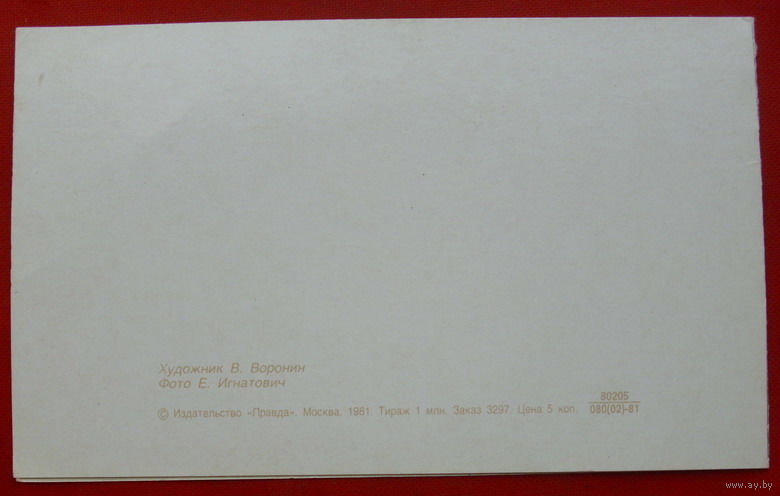 Художник В. Воронин
Фото Е. Игнатович
© Издательство «Правда». Москва. 1981. Тираж 1 млн. Заказ 3297. Цена 5 коп.
80205
080(02)-81
www.ay.by